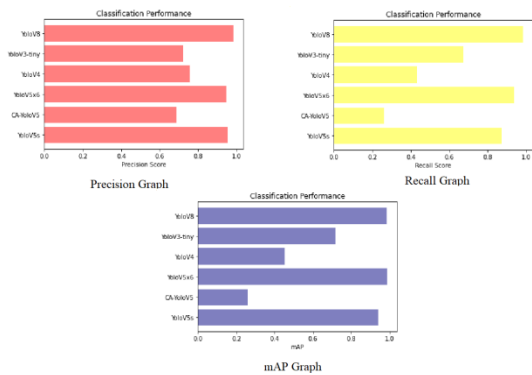 Classification Performance
YoloV8
YoloV3-tiny
YoloV4
YoloV5x6
CA-YoloV5
YoloV5s
0.0 0.2 0.4 0.6 0.8 1.0
Precision Score
Precision Graph
Classification Performance
YoloV8
YoloV3-tiny
YoloV4
YoloV5x6
CA-YoloV5
YoloV5s
0.0 0.2 0.4 0.6 0.8 1.0
Recall Score
Recall Graph
Classification Performance
YoloV8
YoloV3-tiny
YoloV4
YoloV5x6
CA-YoloV5
YoloV5s
0.0 0.2 0.4 0.6 0.8 1.0
mAP
mAP Graph